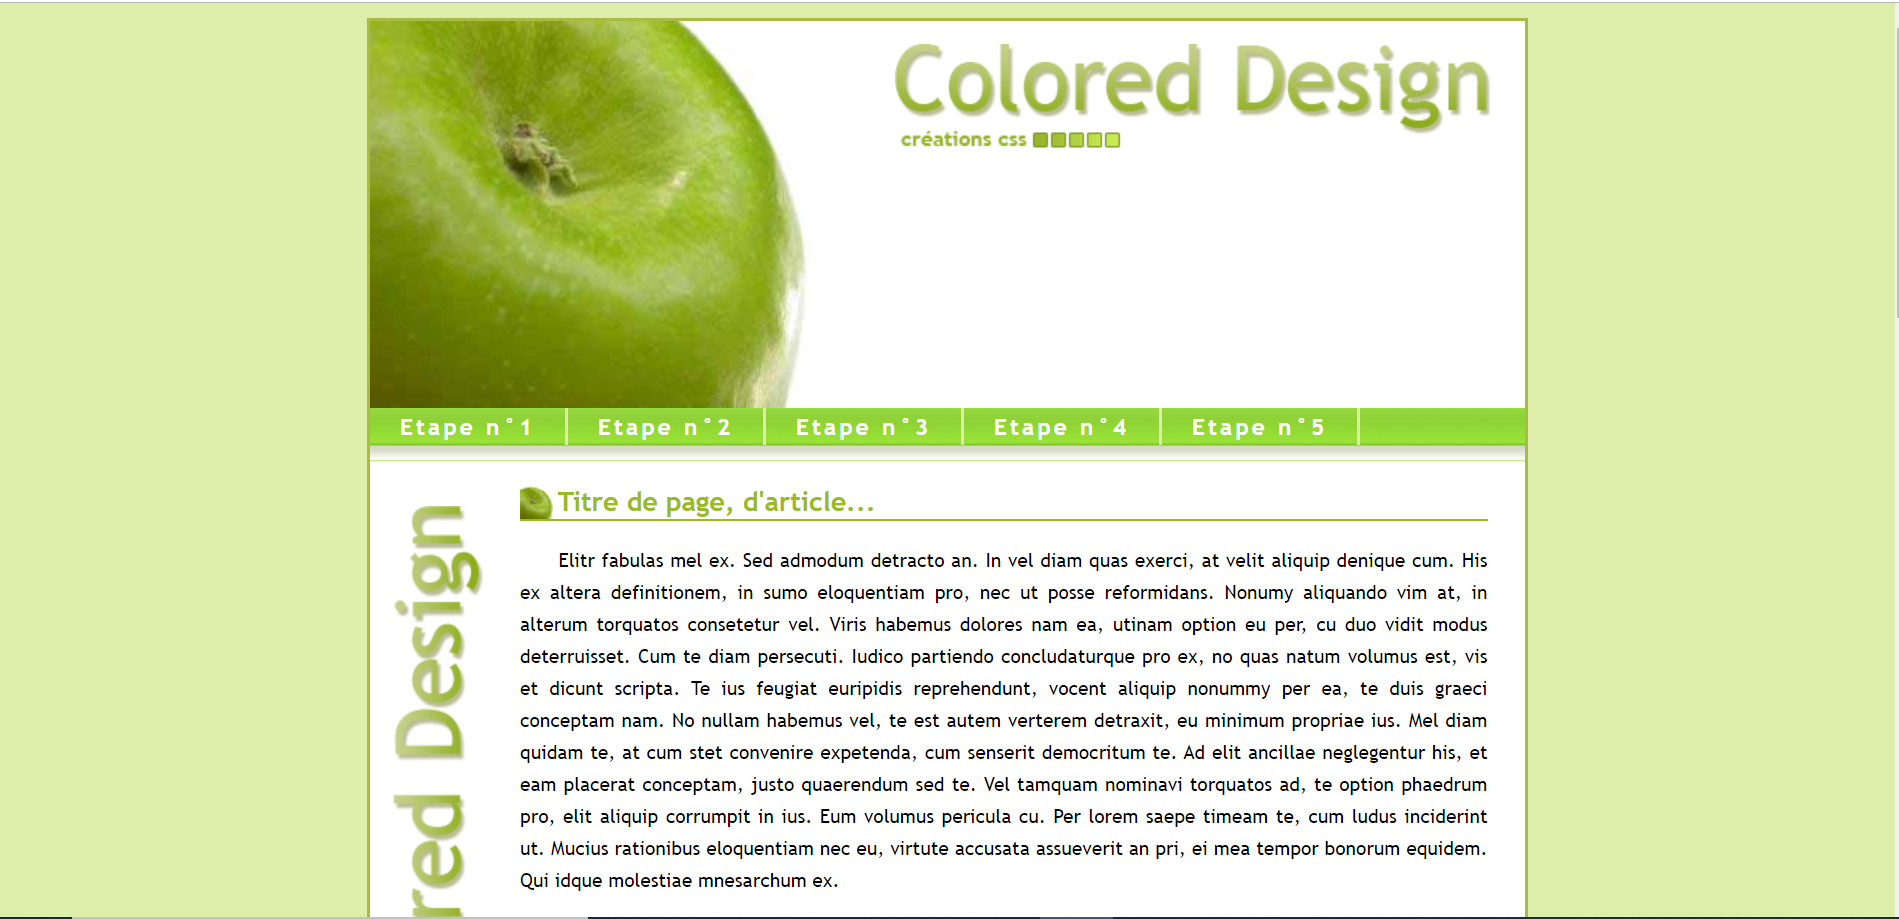 Colored Design
créations css
Etape n°1 Etape n°2 Etape n°3 Etape n°4 Etape n°5
Titre de page, d'article...
Elitr fabulas mel ex. Sed admodum detracto an. In vel diam quas exerci, at velit aliquip denique cum. His
ex altera definitionem, in sumo eloquentiam pro, nec ut posse reformidans. Nonumy aliquando vim at, in
alterum torquatos consetetur vel. Viris habemus dolores nam ea, utinam option eu per, cu duo vidit modus
deterruisset. Cum te diam persecuti. Iudico partiendo concludaturque pro ex, no quas natum volumus est, vis
et dicunt scripta. Te ius feugiat euripidis reprehendunt, vocent aliquip nonummy per ea, te duis graeci
conceptam nam. No nullam habemus vel, te est autem verterem detraxit, eu minimum propriae ius. Mel diam
quidam te, at cum stet convenire expetenda, cum senserit democritum te. Ad elit ancillae neglegentur his, et
eam placerat conceptam, justo quaerendum sed te. Vel tamquam nominavi torquatos ad, te option phaedrum
pro, elit aliquip corrumpit in ius. Eum volumus pericula cu. Per lorem saepe timeam te, cum ludus inciderint
ut. Mucius rationibus eloquentiam nec eu, virtute accusata assueverit an pri, ei mea tempor bonorum equidem.
Qui idque molestiae mnesarchum ex.
red Design